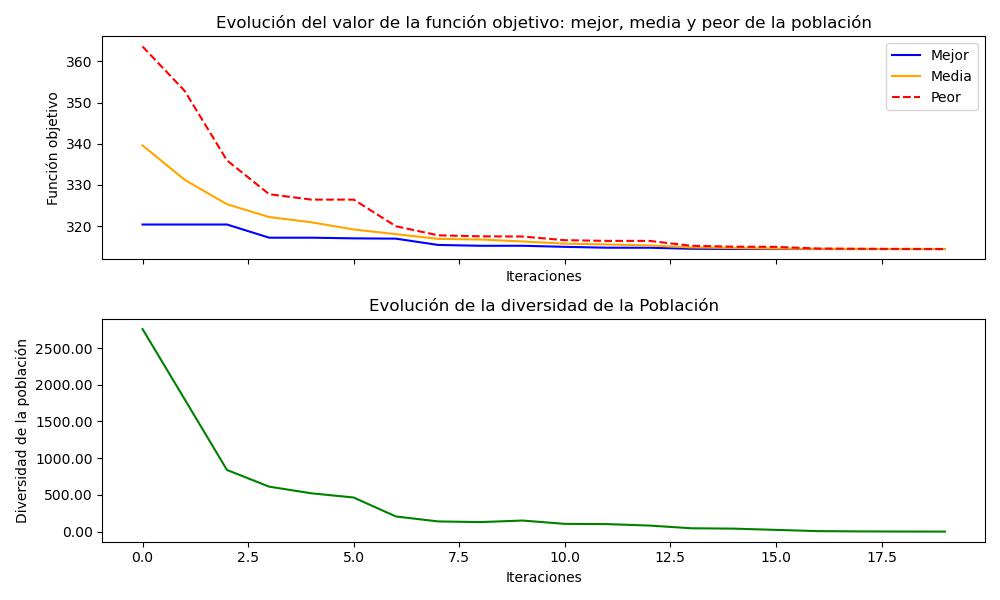 Evolución del valor de la función objetivo: mejor, media y peor de la población
Función objetivo
360
350
340
330
320
Mejor
Media
Peor
Iteraciones
Evolución de la diversidad de la Población
Diversidad de la población
2500.00
2000.00
1500.00
1000.00
500.00
0.00
0.0 2.5 5.0 7.5 10.0 12.5 15.0 17.5
Iteraciones